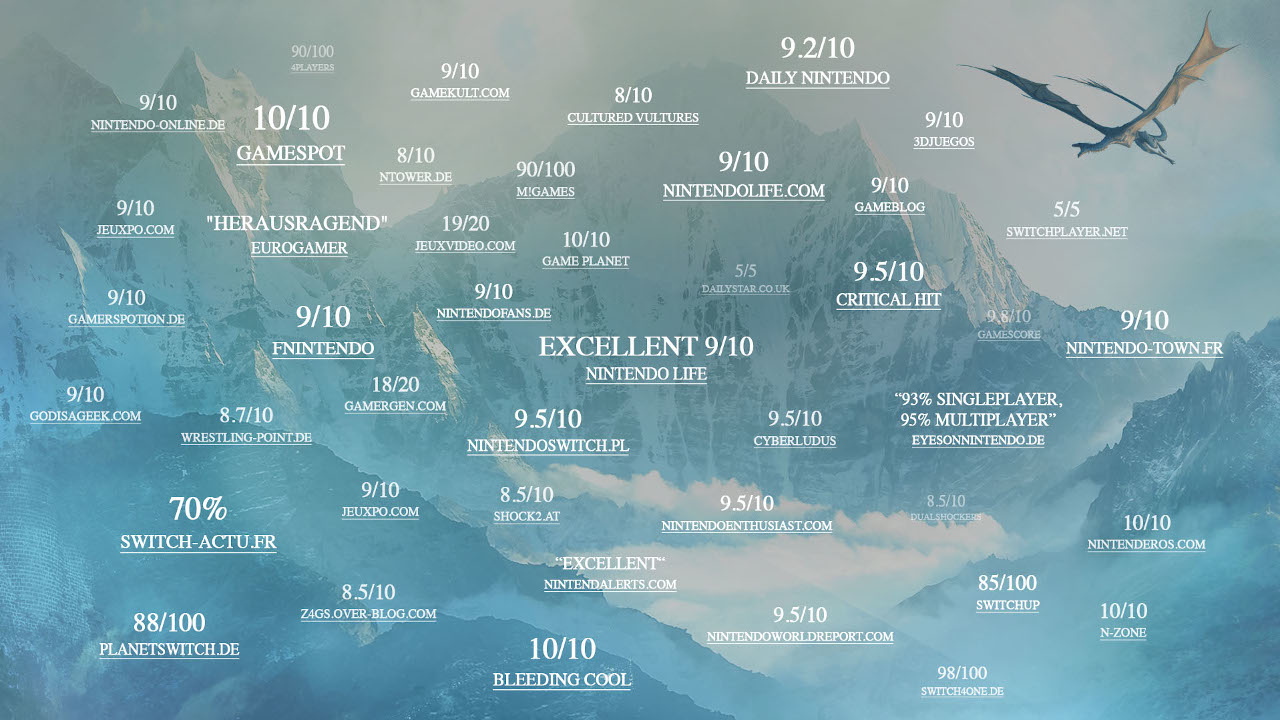 9.2/10
DAILY NINTENDO
90/100
4PLAYERS
9/10
GAMEKULT.COM
8/10
CULTURED VULTURES
9/10
NINTENDO-ONLINE.DE
10/10
GAMESPOT
9/10
3DJUEGOS
8/10
NTOWER.DE
90/100
M!GAMES
9/10
NINTENDOLIFE.COM
9/10
GAMEBLOG
9/10
JEUXPO.COM
"HERAUSRAGEND"
EUROGAMER
19/20
JEUXVIDEO.COM
10/10
GAME PLANET
5/5
SWITCHPLAYER.NET
5/5
DAILYSTAR.CO.UK
9.5/10
CRITICAL HIT
9/10
GAMERSPOTION.DE
9/10
FNINTENDO
9/10
NINTENDOFANS.DE
9.8/10
GAMESCORE
9/10
NINTENDO-TOWN.FR
EXCELLENT 9/10
NINTENDO LIFE
9/10
GODISAGEEK.COM
8.7/10
WRESTLING-POINT.DE
18/20
GAMERGEN.COM
9.5/10
NINTENDOSWITCH.PL
9.5/10
CYBERLUDUS
“93% SINGLEPLAYER,
95% MULTIPLAYER”
EYESONNINTENDO.DE
70%
SWITCH-ACTU.FR
9/10
JEUXPO.COM
8.5/10
SHOCK2.AT
9.5/10
NINTENDOENTHUSIAST.COM
8.5/10
DUALSHOCKERS
10/10
NINTENDEROS.COM
“EXCELLENT“
NINTENDALERTS.COM
88/100
PLANETSWITCH.DE
8.5/10
Z4GS.OVER-BLOG.COM
9.5/10
NINTENDOWORLDREPORT.COM
85/100
SWITCHUP
10/10
N-ZONE
10/10
BLEEDING COOL
98/100
SWITCH4ONE.DE